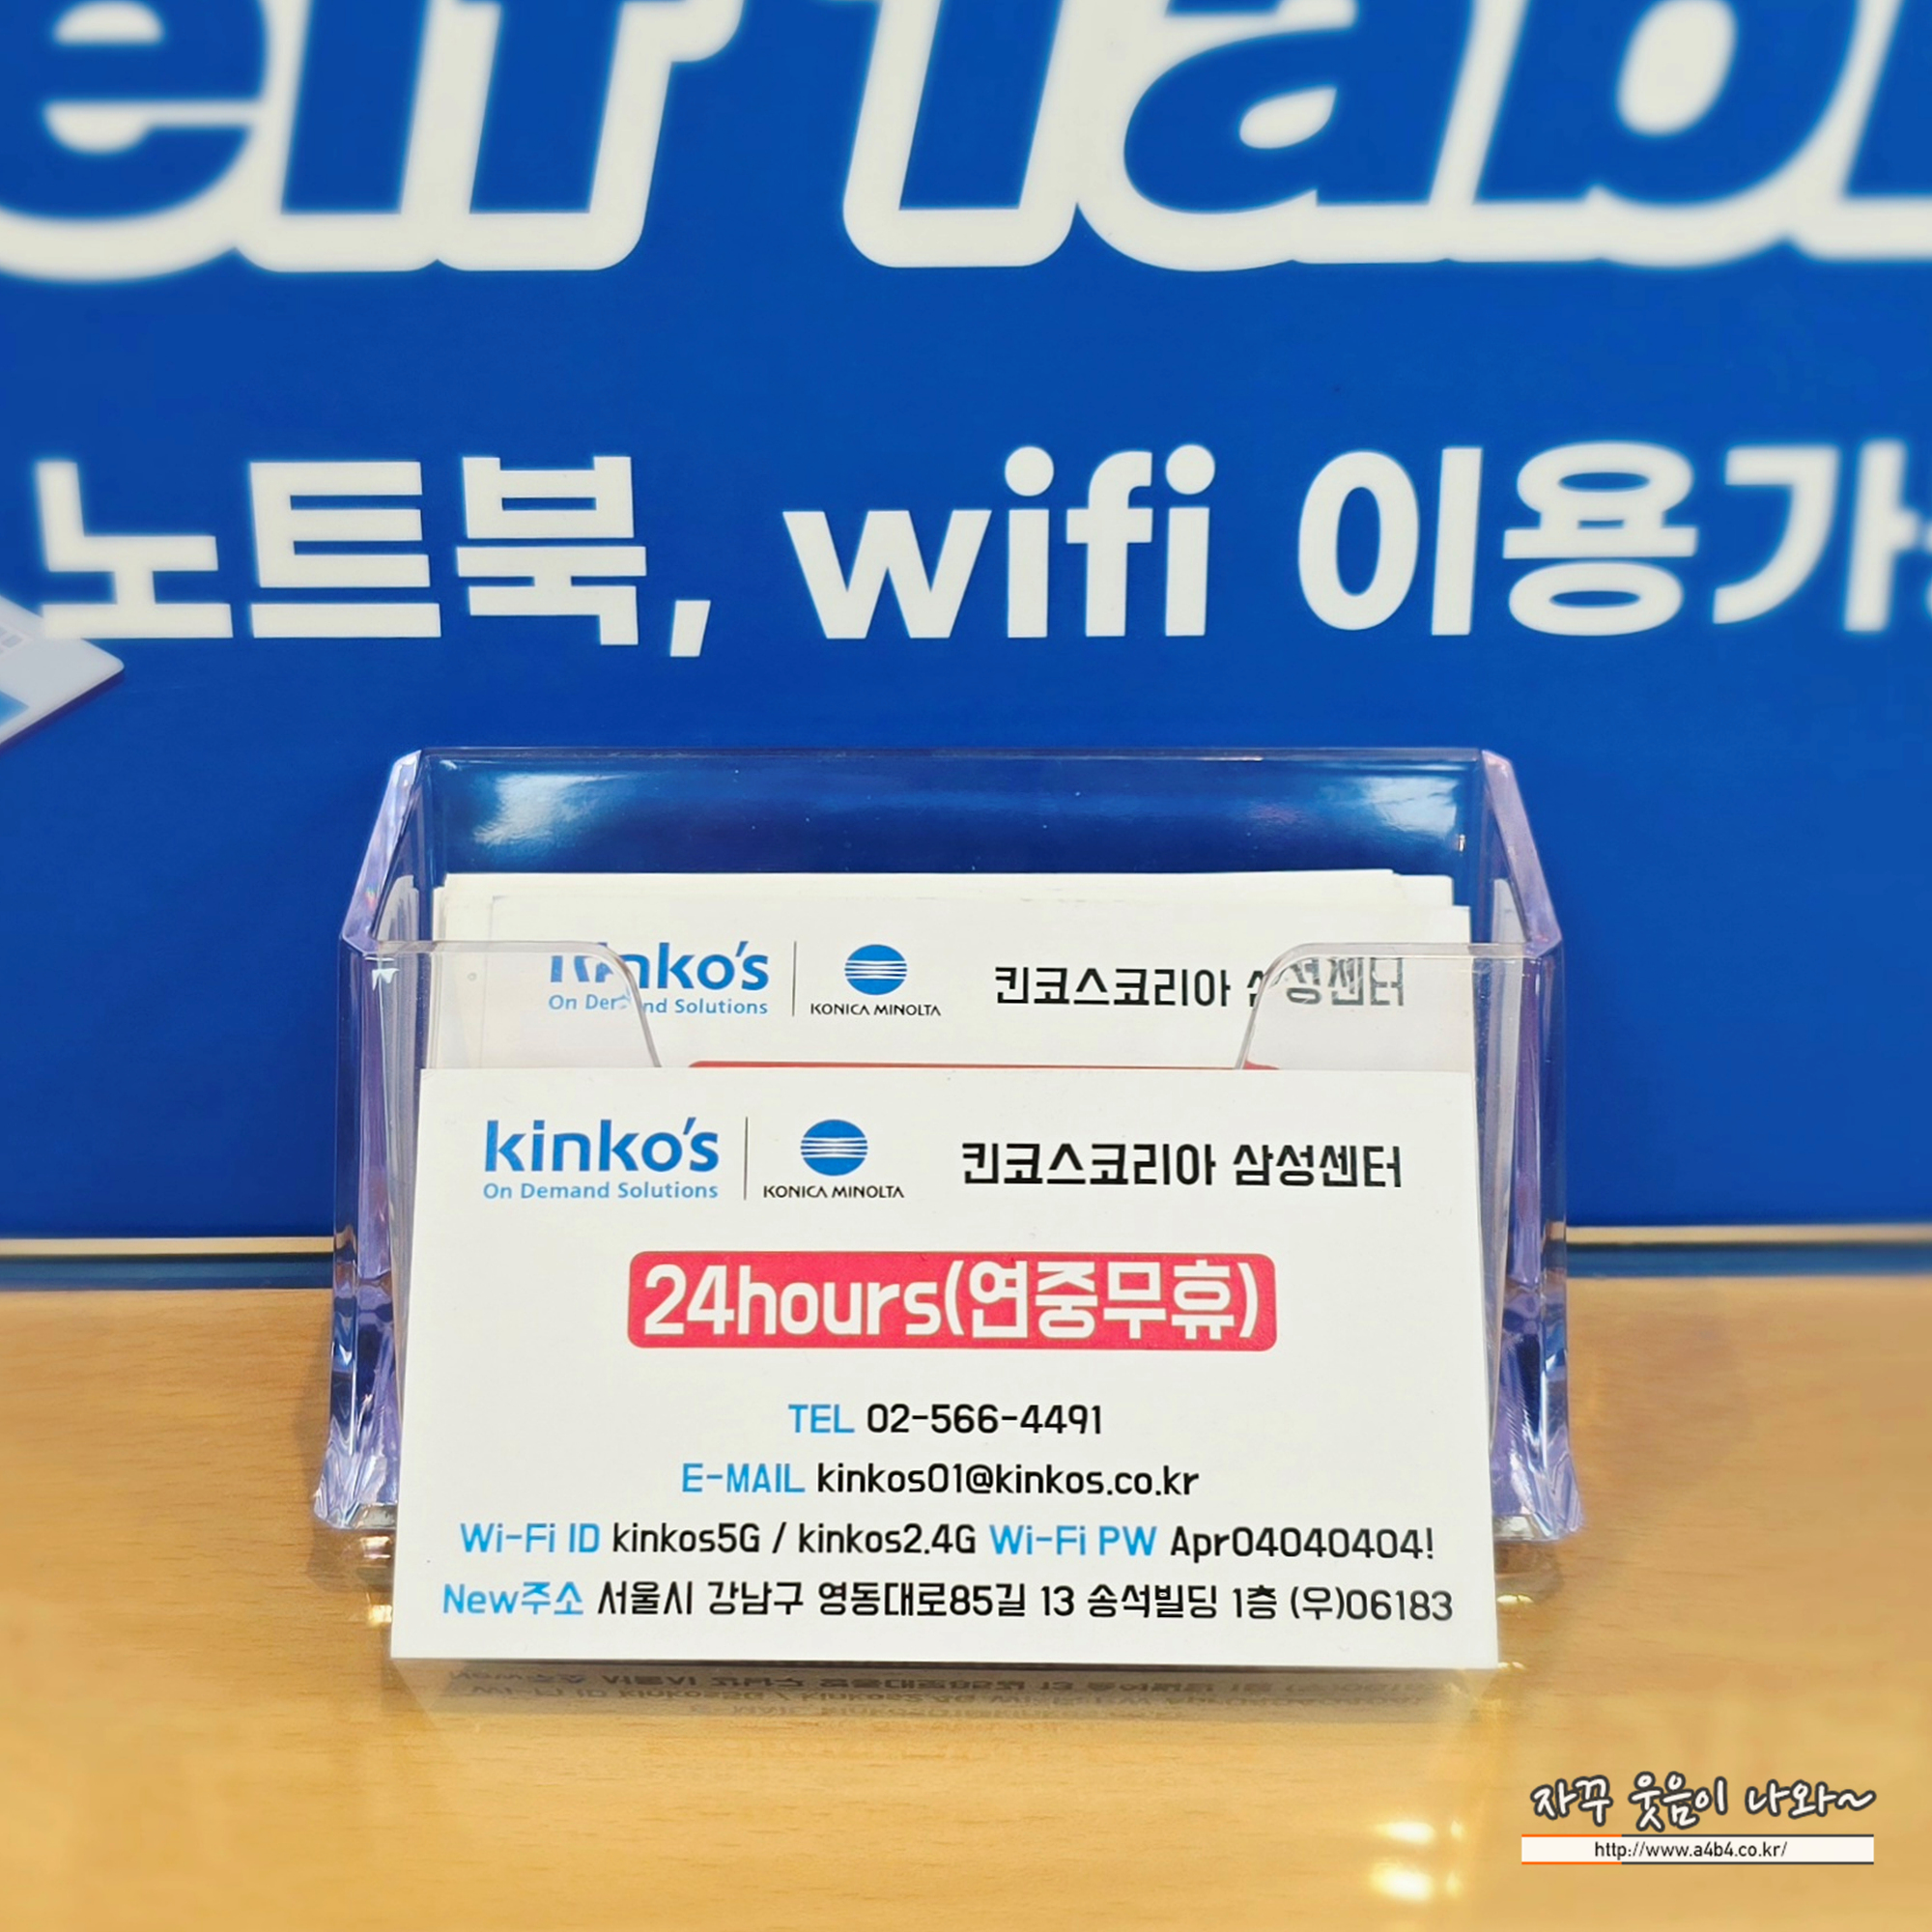 elf Tabl
노트북, wifi 이용가
kinko's
On Demand Solutions
KONICA MINOLTA
킨코스코리아 삼성센터
kinko's
On Demand Solutions
KONICA MINOLTA
킨코스코리아 삼성센터
24hours(연중무휴)
TEL 02-566-4491
E-MAIL kinkos01@kinkos.co.kr
Wi-Fi ID kinkos5G / kinkos2.4G Wi-Fi PW Apr04040404!
New주소 서울시 강남구 영동대로85길 13 송석빌딩 1층 (우)06183
자꾸 웃음이 나와~
http://www.a4b4.co.kr/